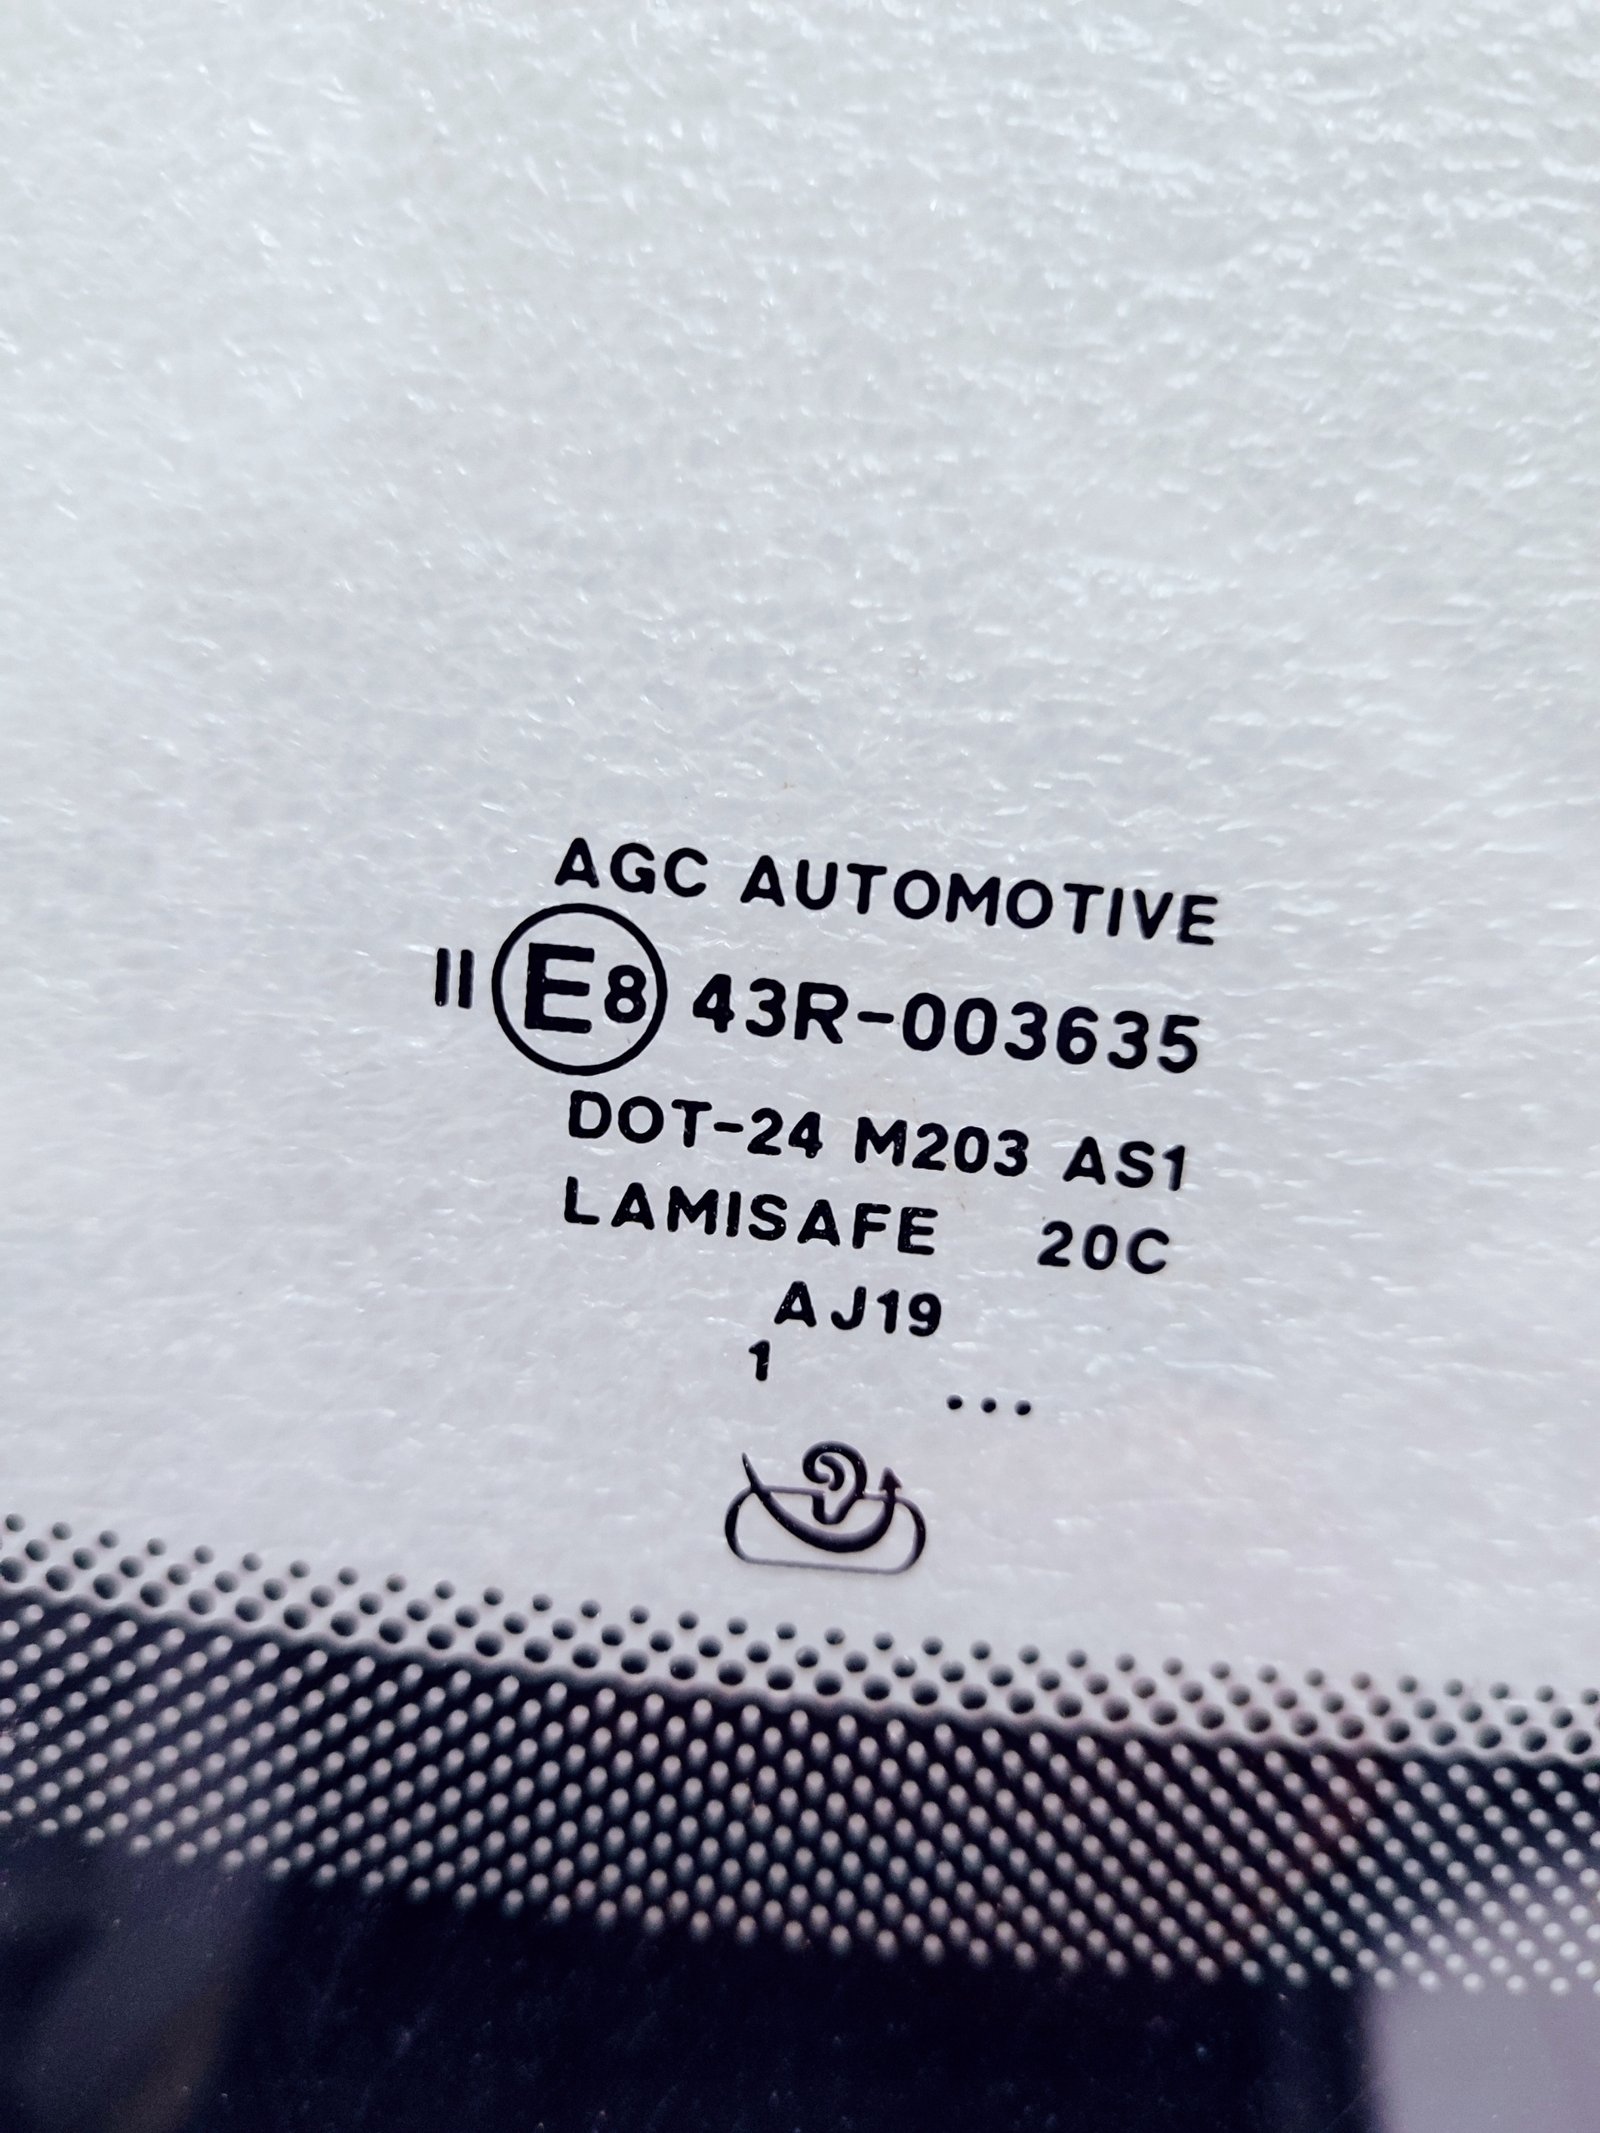 AGC AUTOMOTIVE
II E8 43R-003635
DOT-24 M203 AS1
LAMISAFE 20C
AJ19
1 ...